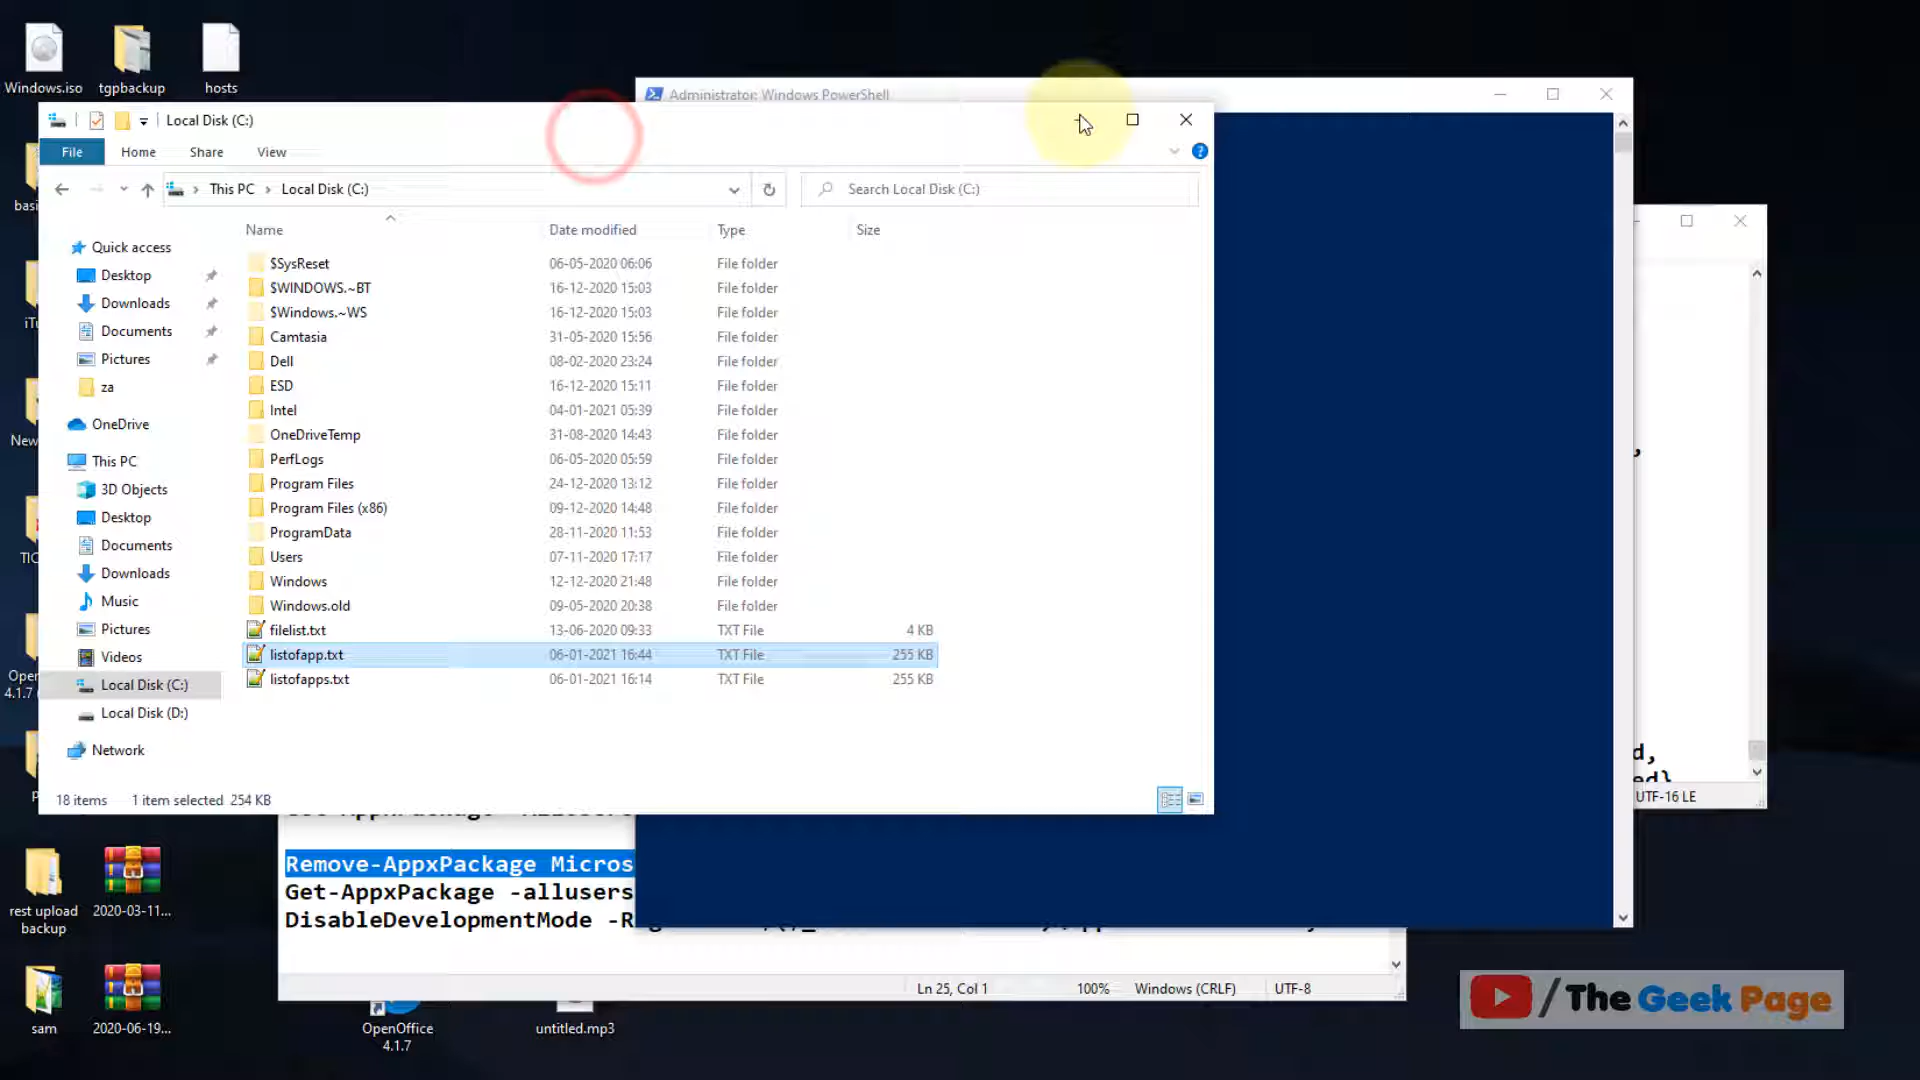 Windows.iso
tgpbackup
hosts
Administrator: Windows PowerShell
Local Disk (C:)
File
Home
Share
View
This PC
Local Disk (C:)
Search Local Disk (C:)
Name
Date modified
Type
Size
Quick access
Desktop
Downloads
Documents
Pictures
za
OneDrive
This PC
3D Objects
Desktop
Documents
Downloads
Music
Pictures
Videos
Local Disk (C:)
Local Disk (D:)
Network
$SysReset 06-05-2020 06:06 File folder
$WINDOWS.~BT 16-12-2020 15:03 File folder
$Windows.~WS 16-12-2020 15:03 File folder
Camtasia 31-05-2020 15:56 File folder
Dell 08-02-2020 23:24 File folder
ESD 16-12-2020 15:11 File folder
Intel 04-01-2021 05:39 File folder
OneDriveTemp 31-08-2020 14:43 File folder
PerfLogs 06-05-2020 05:59 File folder
Program Files 24-12-2020 13:12 File folder
Program Files (x86) 09-12-2020 14:48 File folder
ProgramData 28-11-2020 11:53 File folder
Users 07-11-2020 17:17 File folder
Windows 12-12-2020 21:48 File folder
Windows.old 09-05-2020 20:38 File folder
filelist.txt 13-06-2020 09:33 TXT File 4 KB
listofapp.txt 06-01-2021 16:44 TXT File 255 KB
listofapps.txt 06-01-2021 16:14 TXT File 255 KB
18 items 1 item selected 254 KB
d,
ed}
UTF-16 LE
Remove-AppxPackage Micros
Get-AppxPackage -allusers
DisableDevelopmentMode -R
Ln 25, Col 1
100%
Windows (CRLF)
UTF-8
New
Open
4.1.7
rest upload
backup
2020-03-11...
sam
2020-06-19...
OpenOffice
4.1.7
untitled.mp3
/The Geek Page